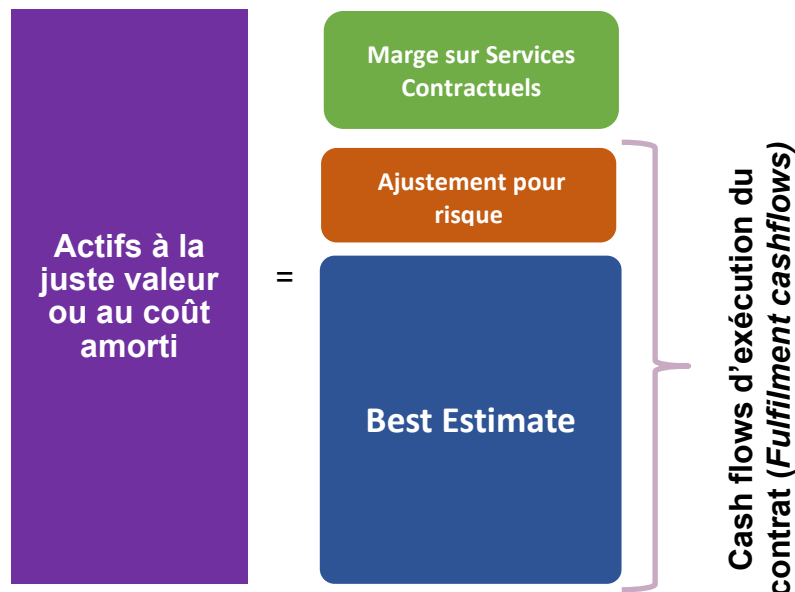 Actifs à la
juste valeur
ou au coût
amorti
=
Marge sur Services
Contractuels
Ajustement pour
risque
Best Estimate
Cash flows d'exécution du
contrat (Fulfilment cashflows)